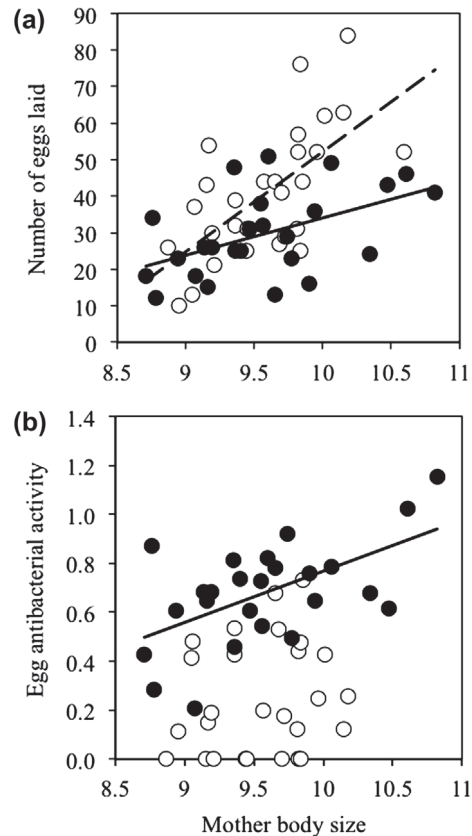 (a)
Number of eggs laid
90
80
70
60
50
40
30
20
10
0
8.5 9 9.5 10 10.5 11
(b)
Egg antibacterial activity
1.4
1.2
1.0
0.8
0.6
0.4
0.2
0.0
8.5 9 9.5 10 10.5 11
Mother body size